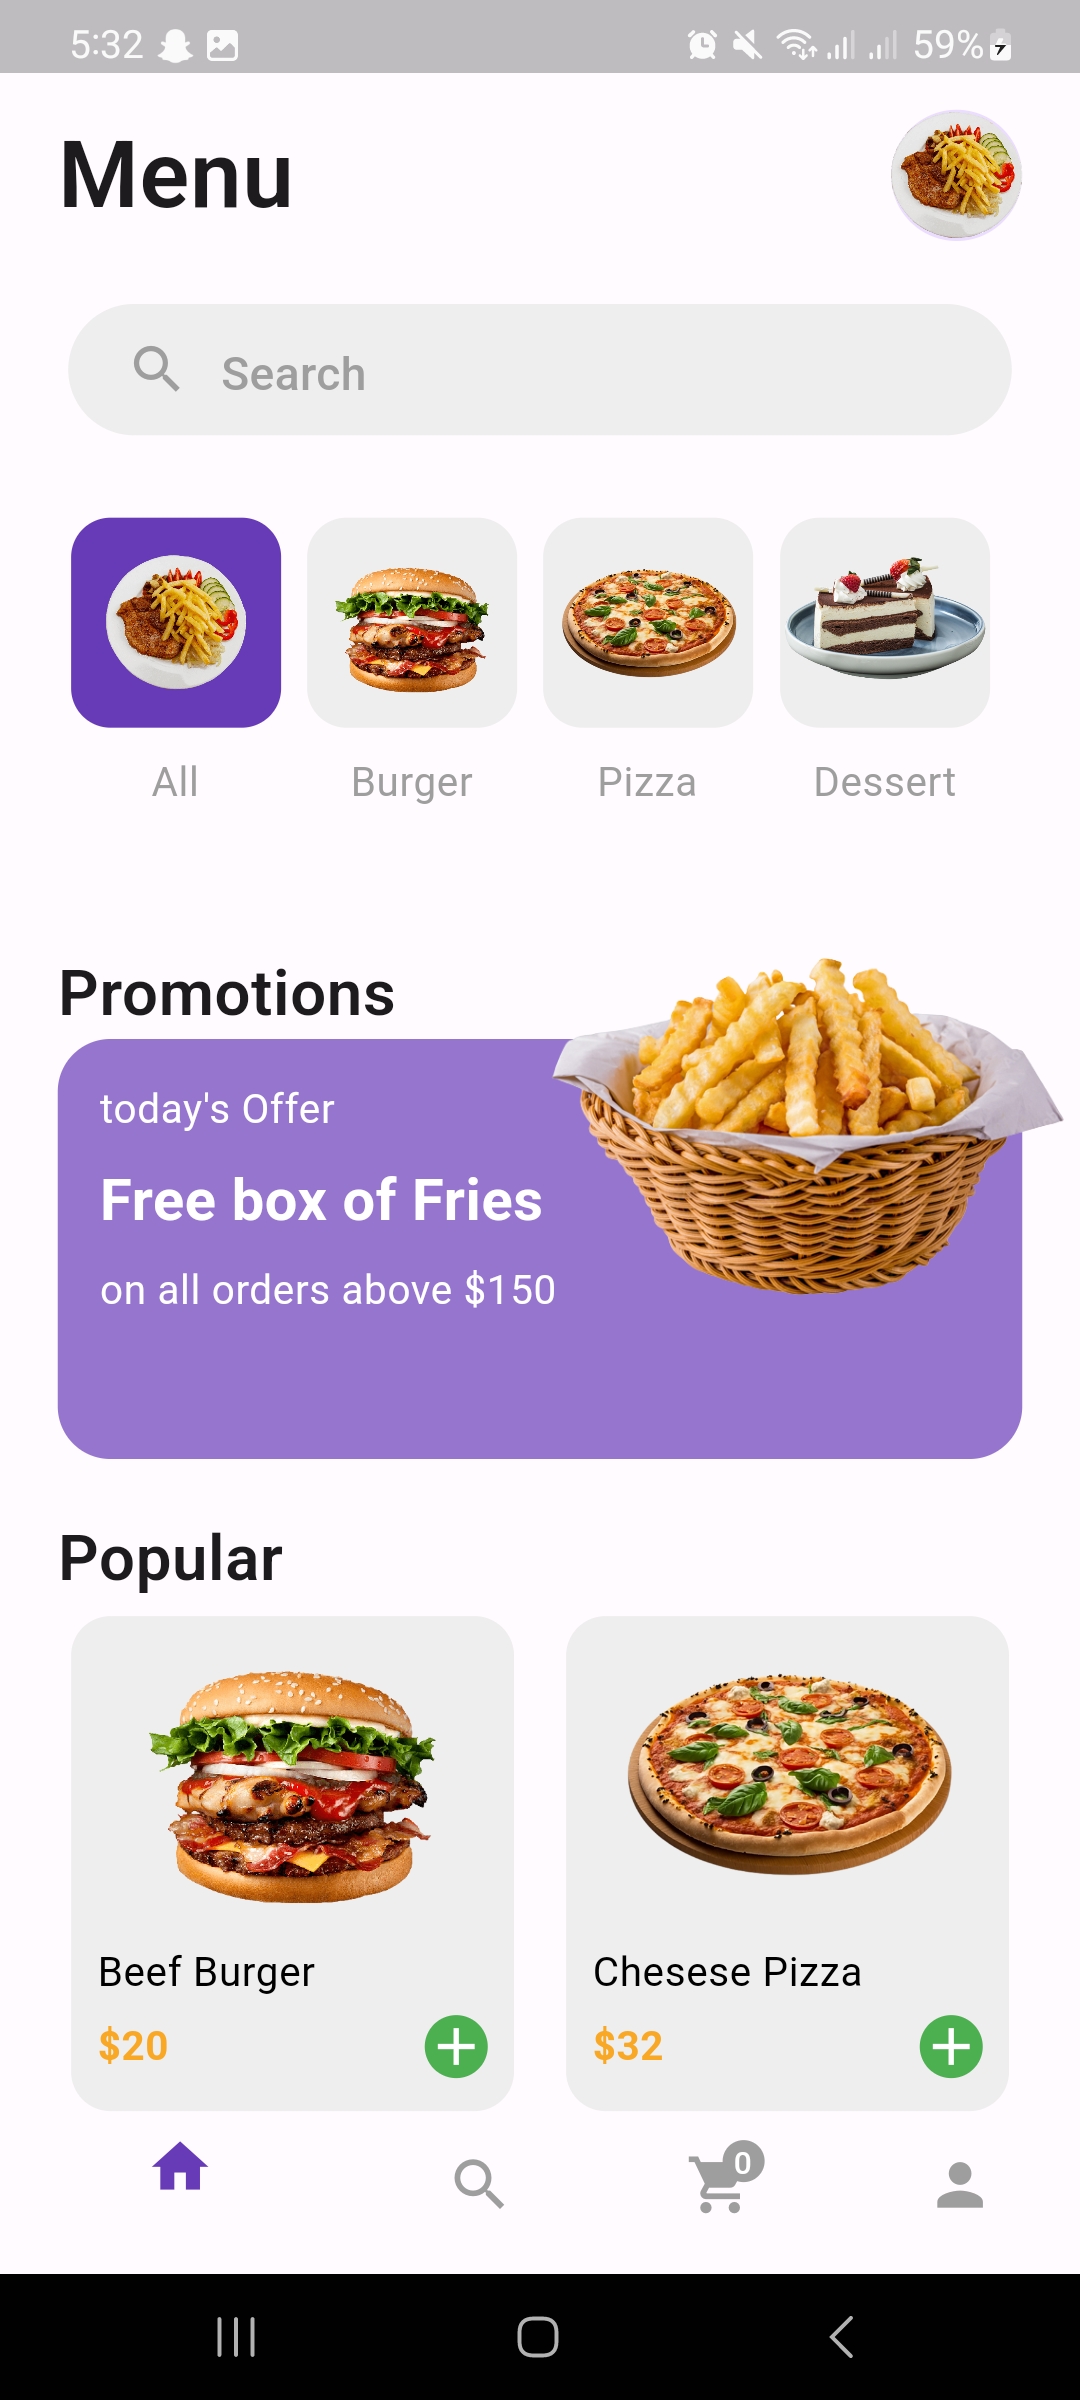 5:32 59%
Menu
Search
All Burger Pizza Dessert
Promotions
today's Offer
Free box of Fries
on all orders above $150
Popular
Beef Burger
$20
Chesese Pizza
$32
0